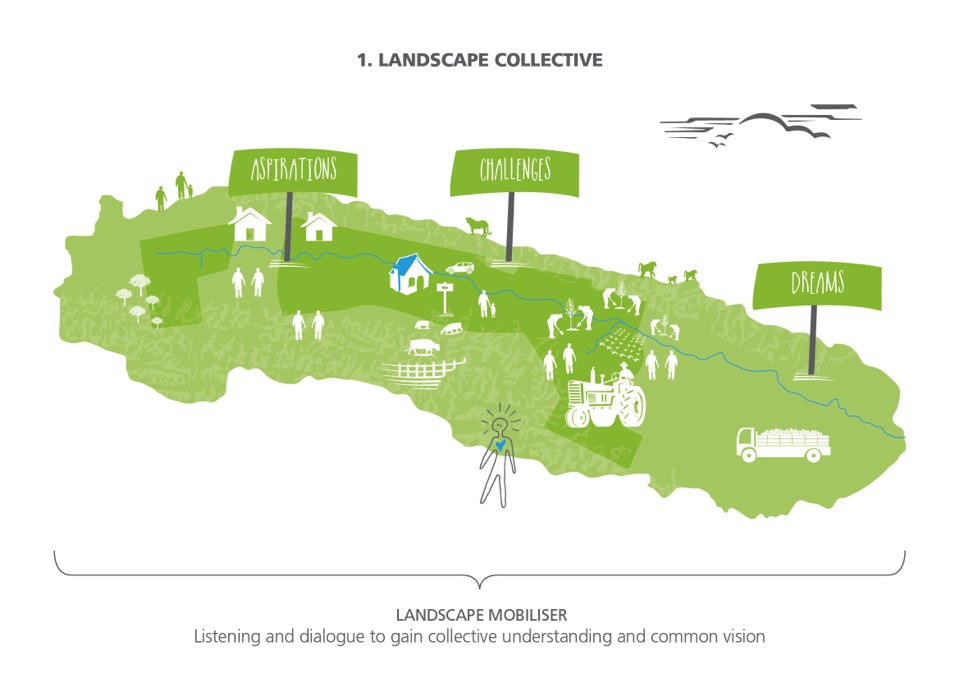 1. LANDSCAPE COLLECTIVE
ASPIRATIONS
CHALLENGES
DREAMS
LANDSCAPE MOBILISER
Listening and dialogue to gain collective understanding and common vision